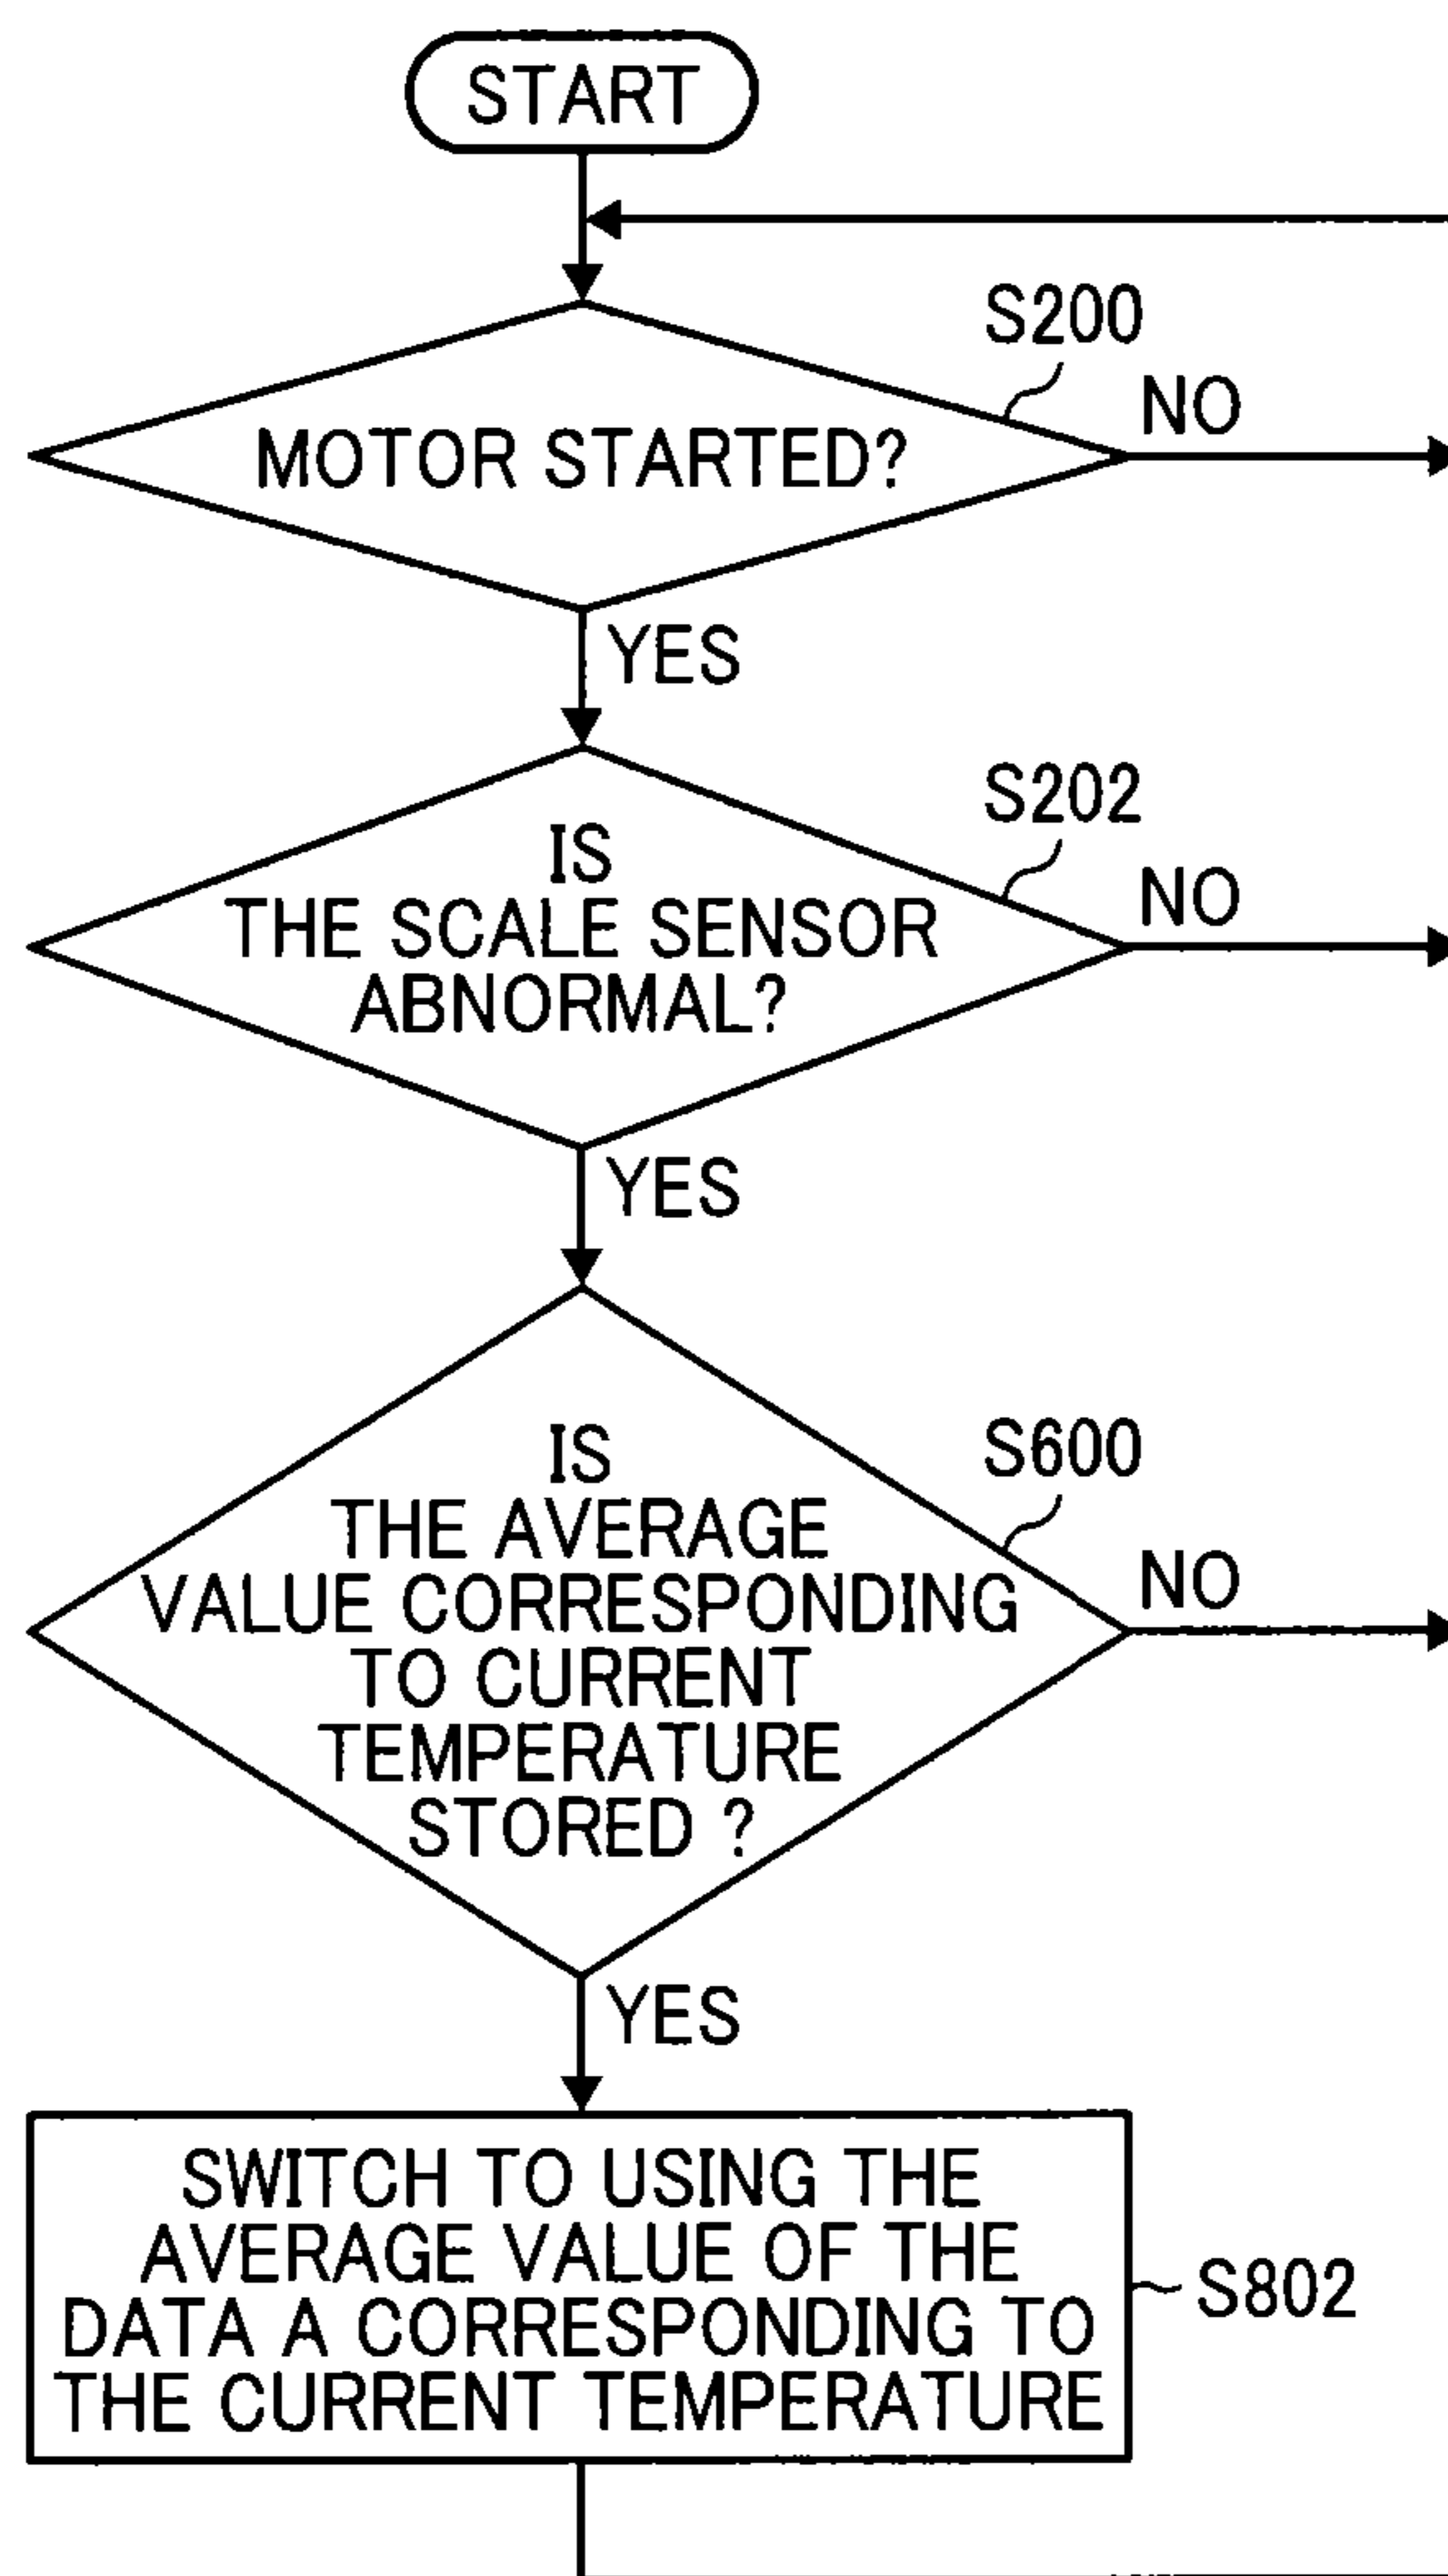 START
S200
NO
MOTOR STARTED?
YES
S202
NO
IS
THE SCALE SENSOR
ABNORMAL?
YES
S600
NO
IS
THE AVERAGE
VALUE CORRESPONDING
TO CURRENT
TEMPERATURE
STORED ?
YES
SWITCH TO USING THE
AVERAGE VALUE OF THE
DATA A CORRESPONDING TO
THE CURRENT TEMPERATURE
S802